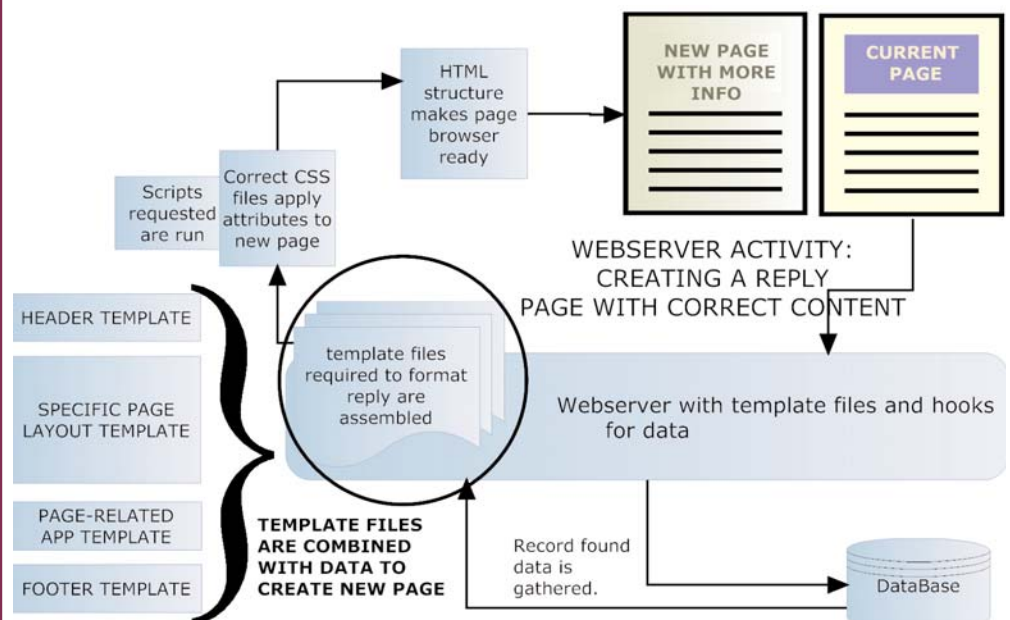 NEW PAGE
WITH MORE
INFO
CURRENT
PAGE
HTML
structure
makes page
browser
ready
Scripts
requested
are run
Correct CSS
files apply
attributes to
new page
WEBSERVER ACTIVITY:
CREATING A REPLY
PAGE WITH CORRECT CONTENT
HEADER TEMPLATE
SPECIFIC PAGE
LAYOUT TEMPLATE
PAGE-RELATED
APP TEMPLATE
FOOTER TEMPLATE
template files
required to format
reply are
assembled
Webserver with template files and hooks
for data
TEMPLATE FILES
ARE COMBINED
WITH DATA TO
CREATE NEW PAGE
Record found
data is
gathered.
DataBase